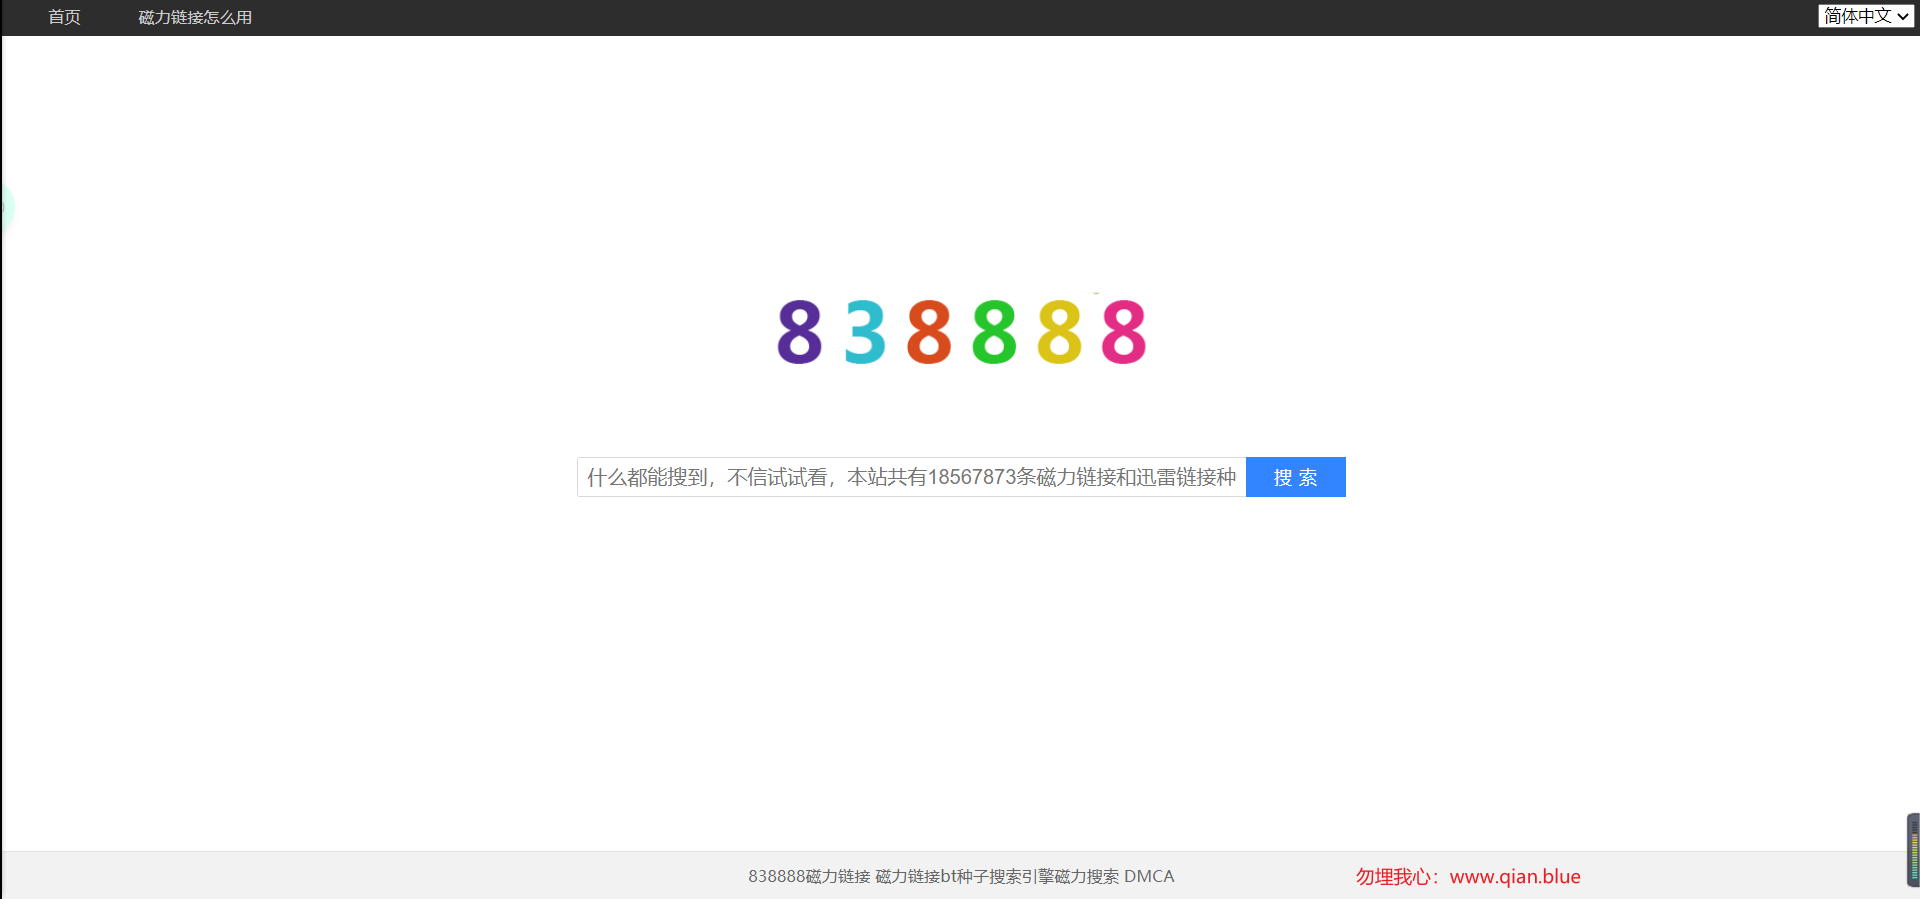 首页 磁力链接怎么用 简体中文
838888
什么都能搜到，不信试试看，本站共有18567873条磁力链接和迅雷链接种 搜 索
838888磁力链接 磁力链接bt种子搜索引擎磁力搜索 DMCA 勿埋我心：www.qian.blue